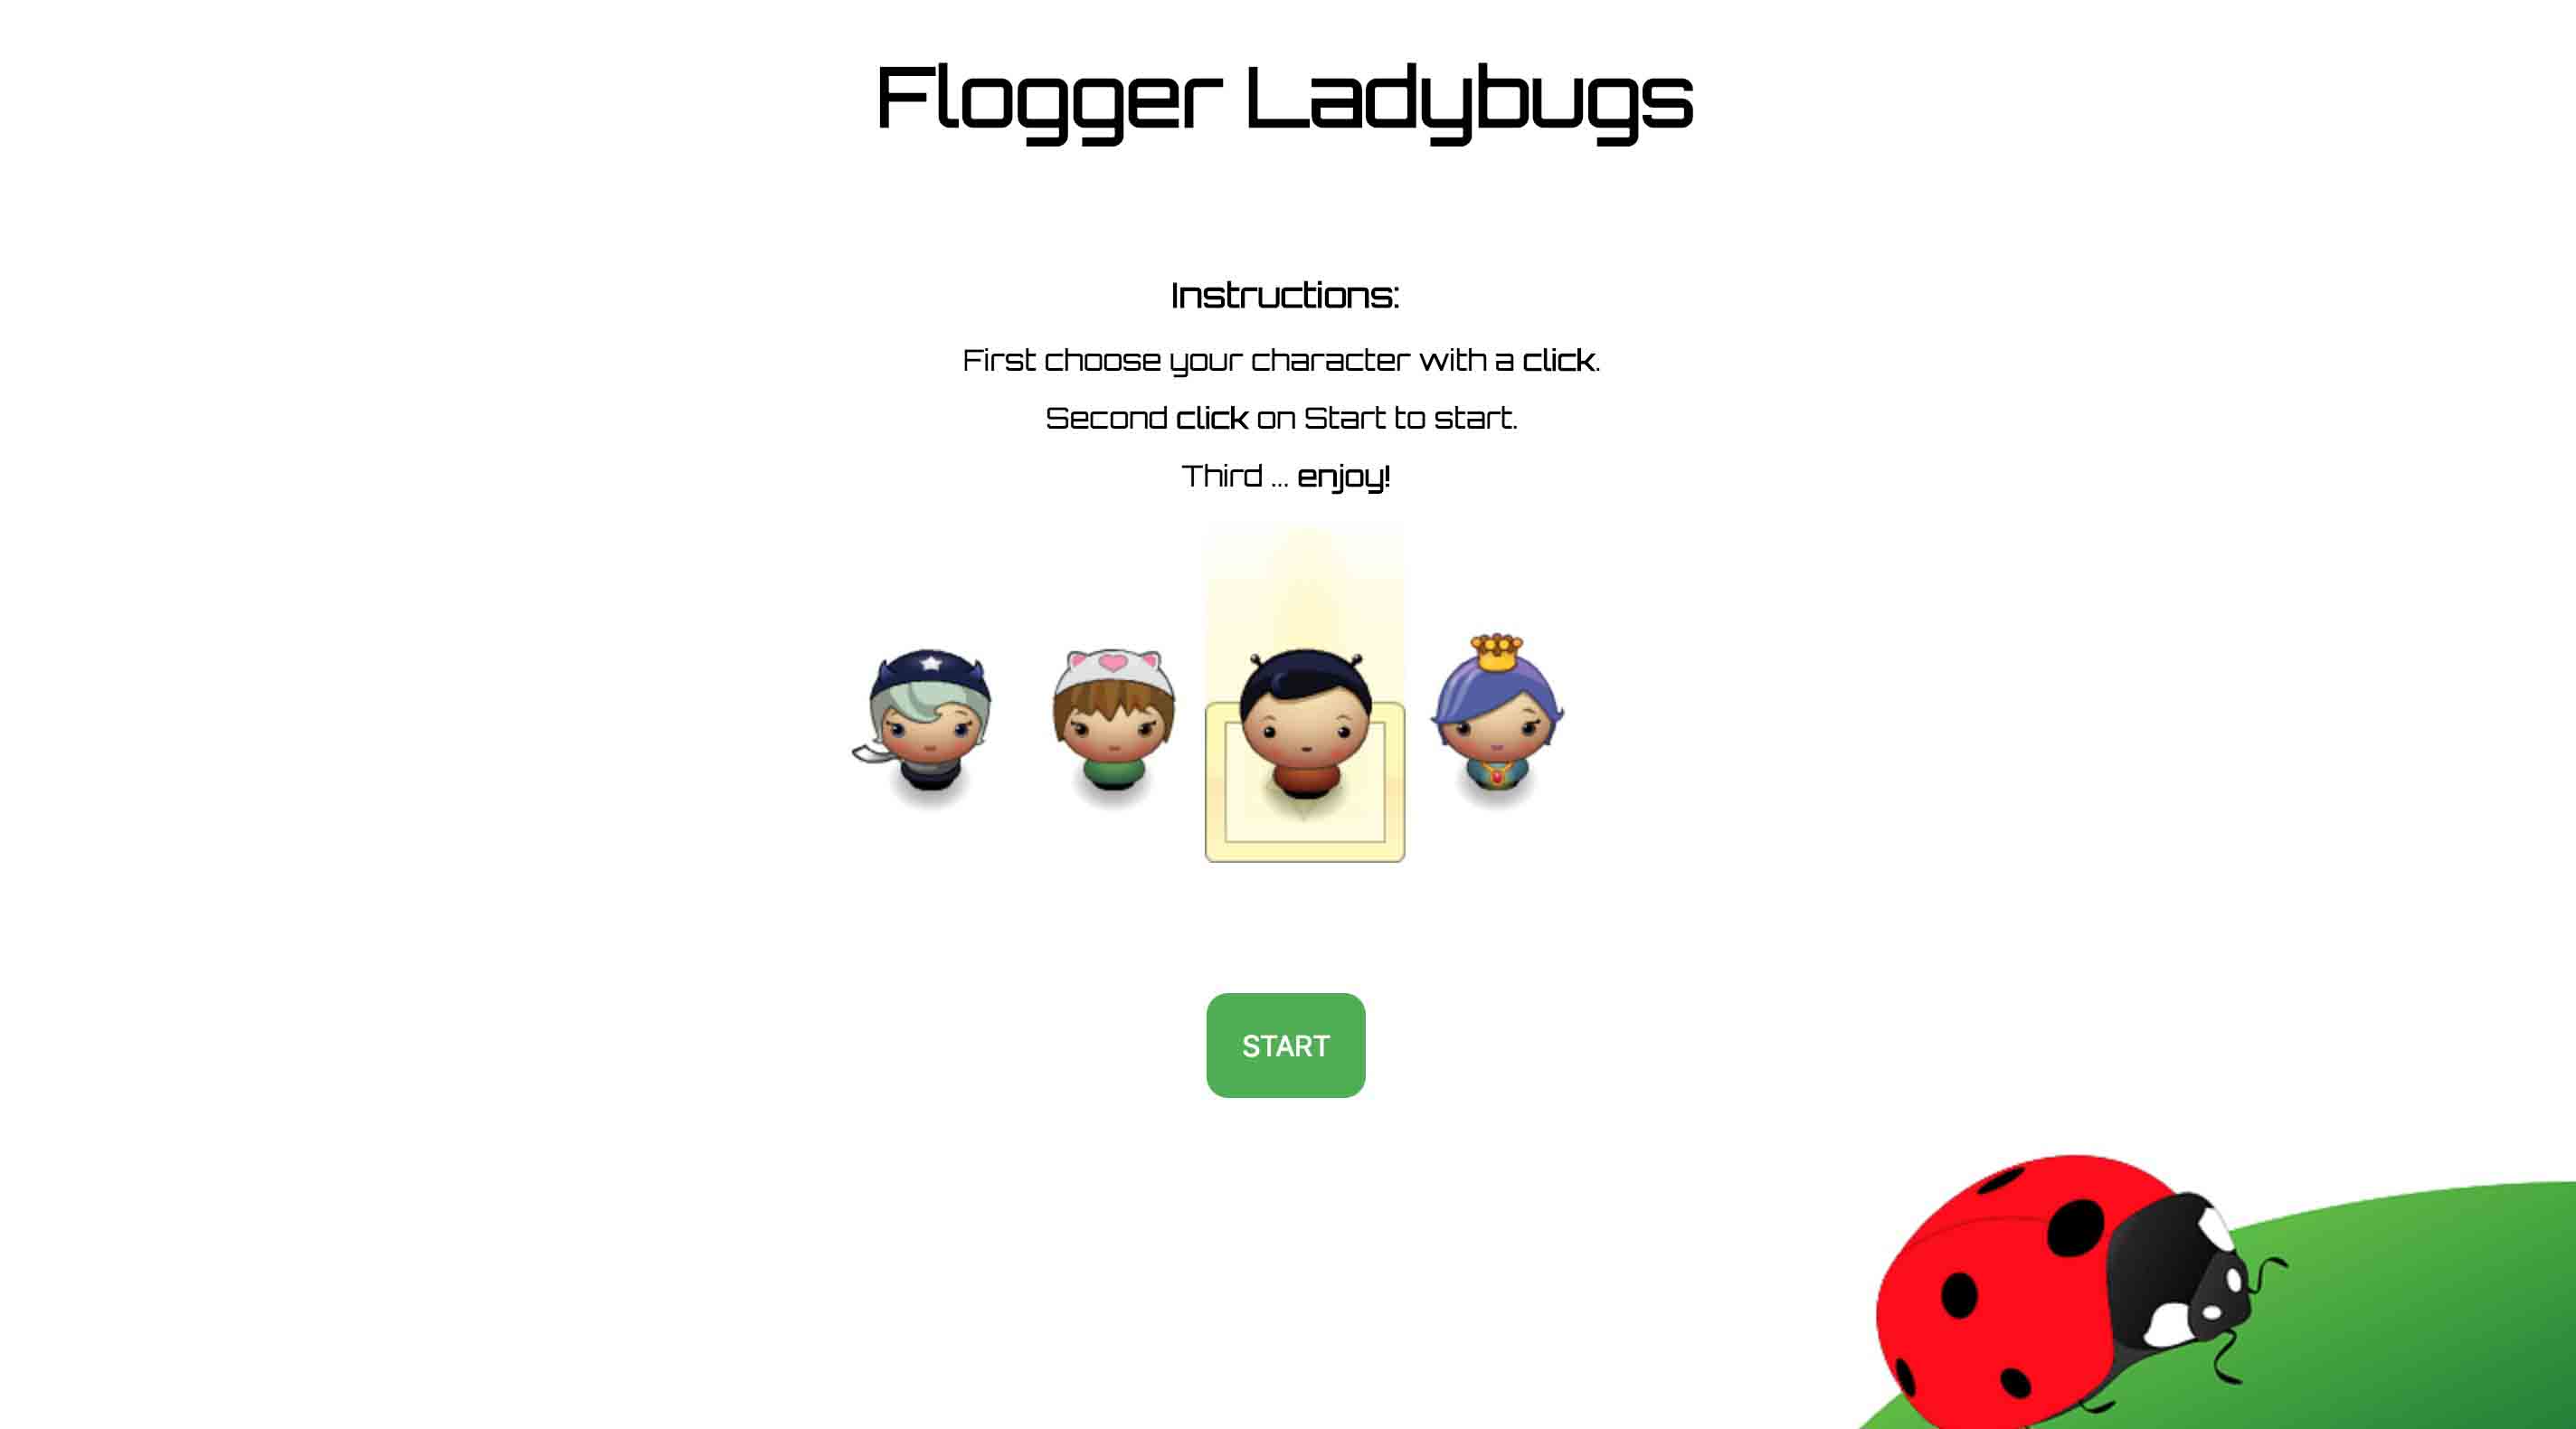 Flogger Ladybugs
Instructions:
First choose your character with a click.
Second click on Start to start.
Third ... enjoy!
START